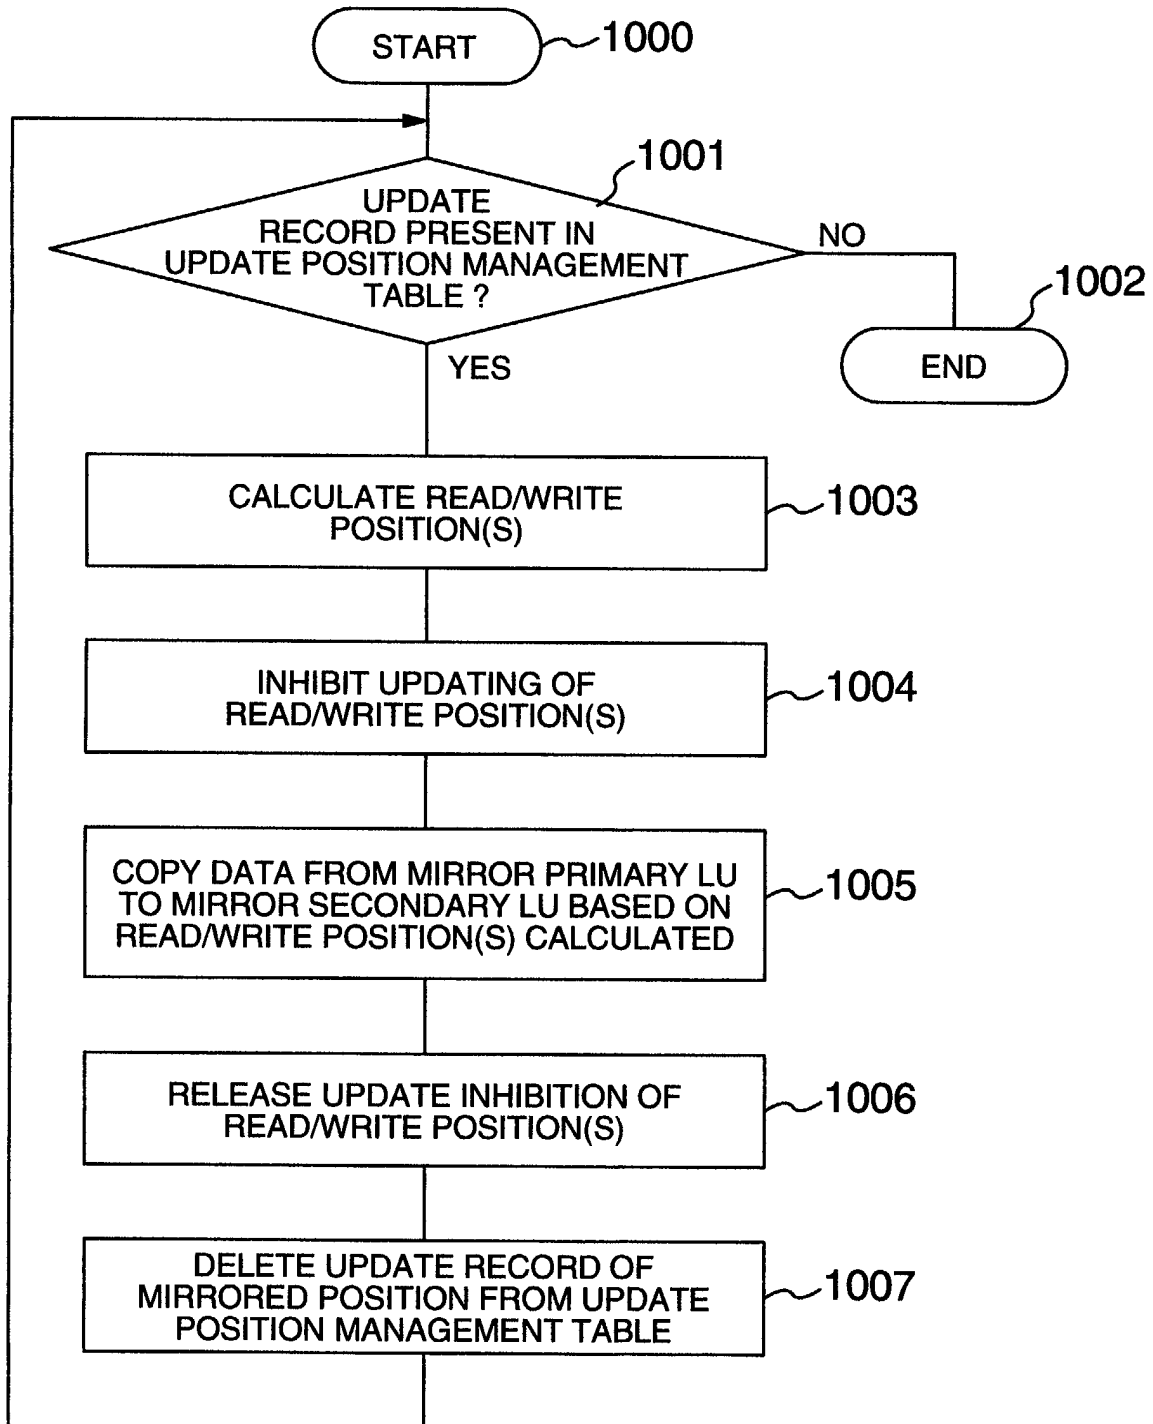 START
1000
1001
UPDATE
RECORD PRESENT IN
UPDATE POSITION MANAGEMENT
TABLE ?
NO
1002
END
YES
CALCULATE READ/WRITE
POSITION(S)
1003
INHIBIT UPDATING OF
READ/WRITE POSITION(S)
1004
COPY DATA FROM MIRROR PRIMARY LU
TO MIRROR SECONDARY LU BASED ON
READ/WRITE POSITION(S) CALCULATED
1005
RELEASE UPDATE INHIBITION OF
READ/WRITE POSITION(S)
1006
DELETE UPDATE RECORD OF
MIRRORED POSITION FROM UPDATE
POSITION MANAGEMENT TABLE
1007